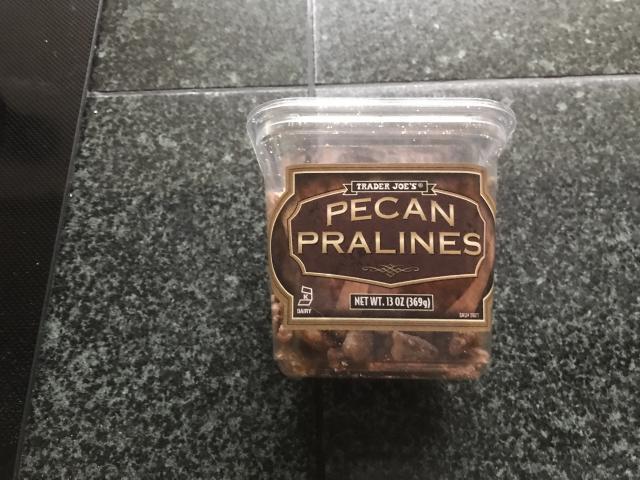 TRADER JOE'S®
PECAN
PRALINES
K
DAIRY
NET WT. 13 OZ (369g)